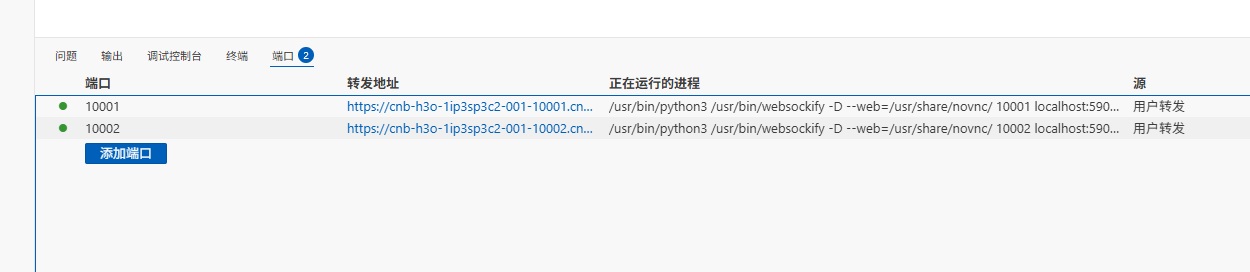 问题 输出 调试控制台 终端 端口 2
端口 转发地址 正在运行的进程 源
10001 https://cnb-h3o-1ip3sp3c2-001-10001.cn... /usr/bin/python3 /usr/bin/websockify -D --web=/usr/share/novnc/ 10001 localhost:590... 用户转发
10002 https://cnb-h3o-1ip3sp3c2-001-10002.cn... /usr/bin/python3 /usr/bin/websockify -D --web=/usr/share/novnc/ 10002 localhost:590... 用户转发
添加端口